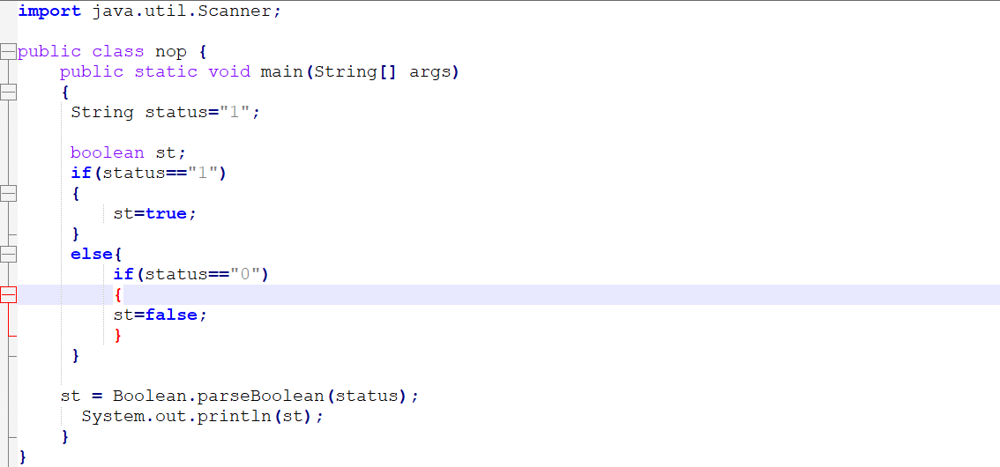 import java.util.Scanner;
public class nop {
public static void main(String[] args)
{
String status="1";
boolean st;
if(status=="1")
{
st=true;
}
else{
if(status=="0")
{
st=false;
}
}
st = Boolean.parseBoolean(status);
System.out.println(st);
}
}